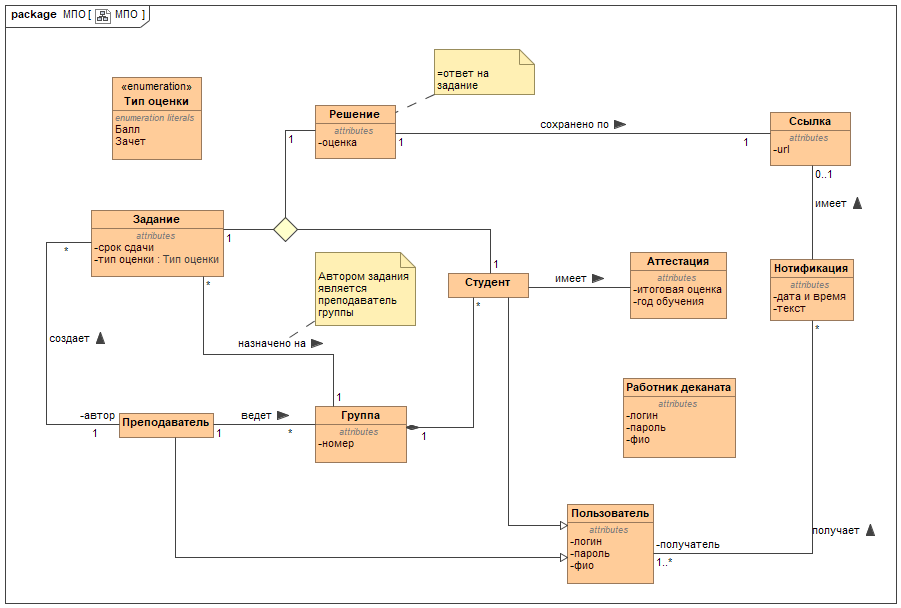 package МПО [ МПО ]
«enumeration»
Тип оценки
enumeration literals
Балл
Зачет
=ответ на
задание
Решение
attributes
-оценка
1
1
сохранено по
1
Ссылка
attributes
-url
0..1
имеет
Задание
attributes
-срок сдачи
-тип оценки : Тип оценки
*
1
*
Автором задания
является
преподаватель
группы
1
Студент
*
имеет
Аттестация
attributes
-итоговая оценка
-год обучения
Нотификация
attributes
-дата и время
-текст
*
создает
назначено на
1
Работник деканата
attributes
-логин
-пароль
-фио
-автор
1
Преподаватель
ведет
1
*
Группа
attributes
-номер
1
Пользователь
attributes
-логин
-пароль
-фио
-получатель
1..*
получает